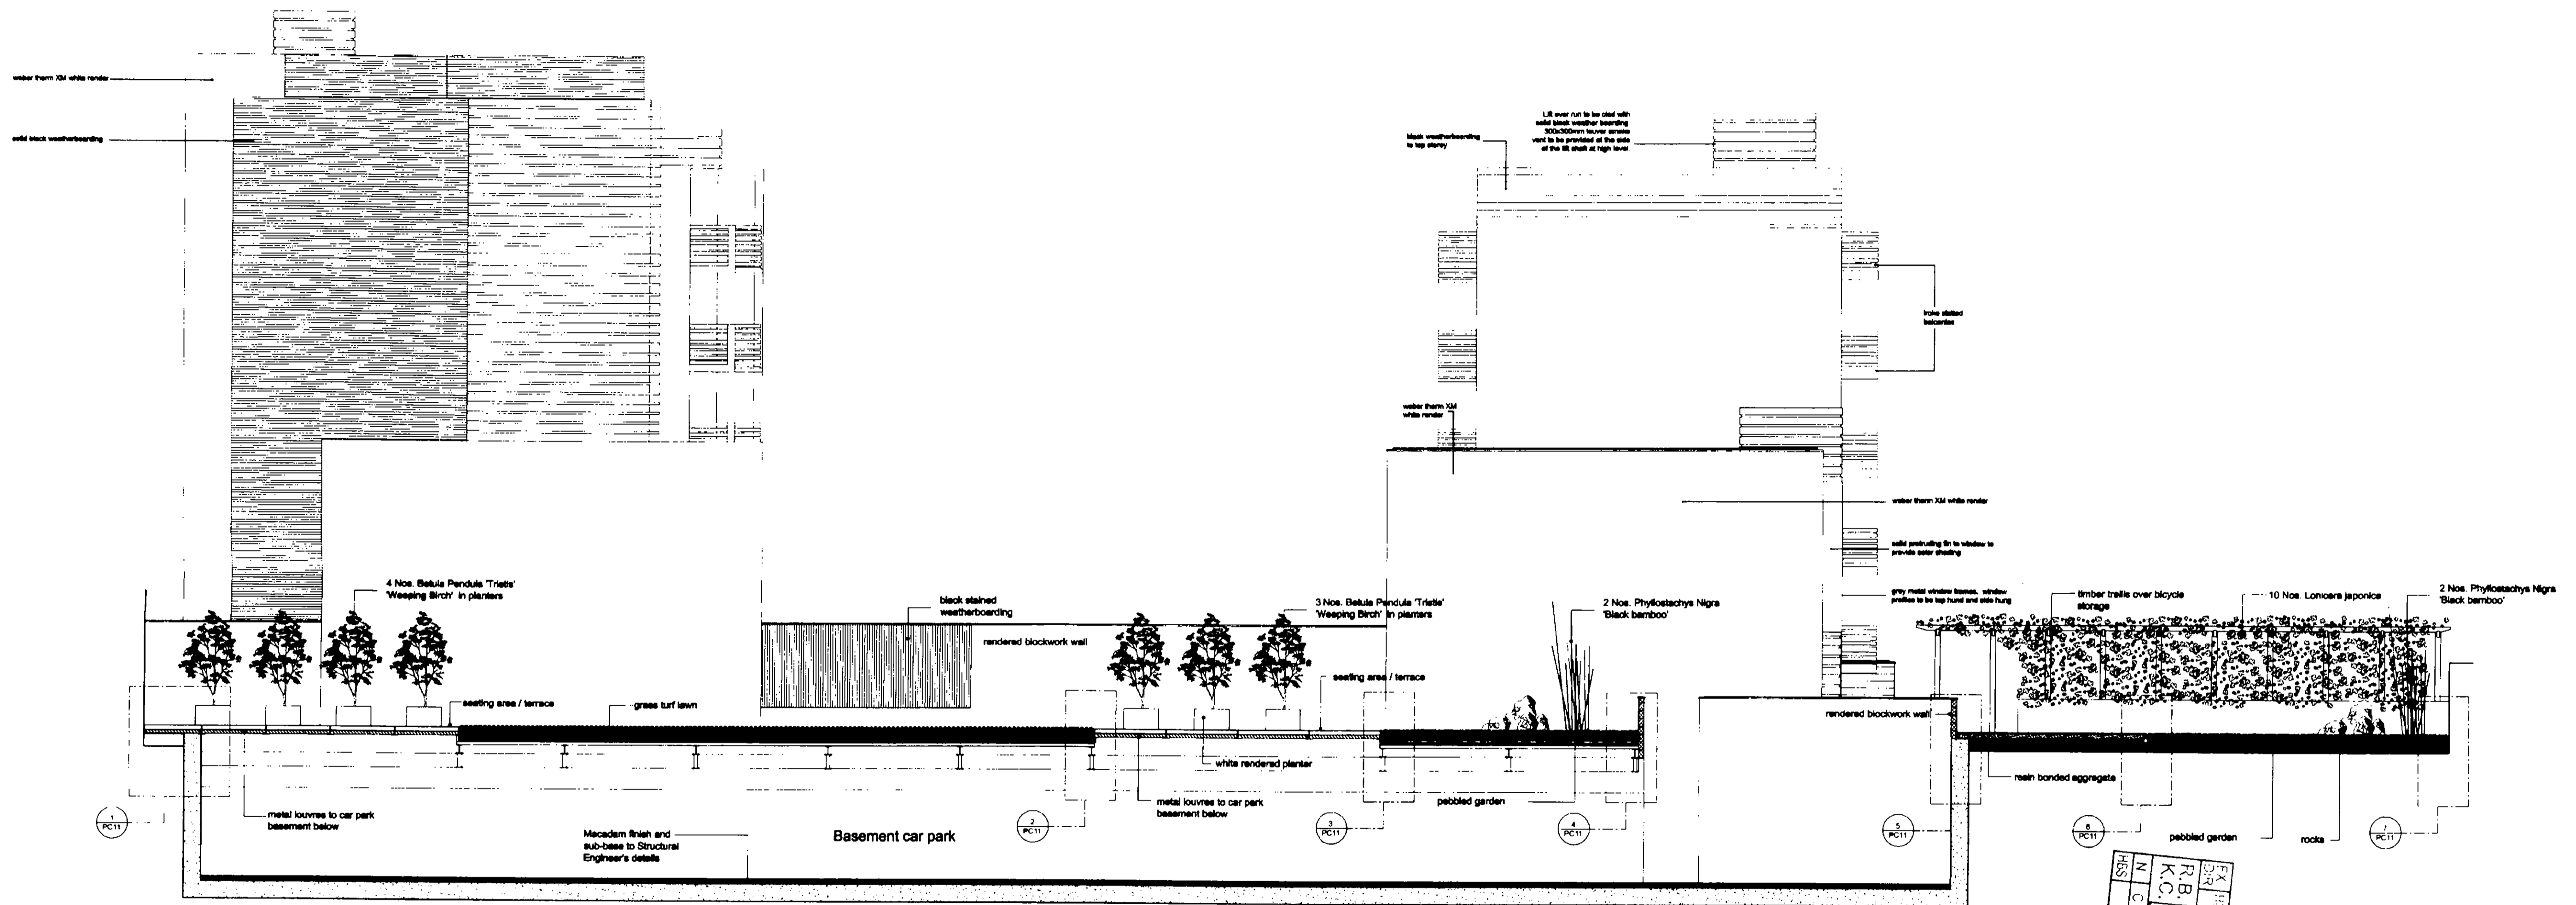 weber therm XM white render
solid black weatherboarding
black weatherboarding
to top storey
Lift over run to be clad with
solid black weather boarding
300x300mm louver smoke
vent to be provided at the side
of the lift shaft at high level
Iroko slatted
balconies
weber therm XM
white render
weber therm XM white render
solid protruding fin to window to
provide solar shading
grey metal window frames. window
profiles to be top hund and side hung
4 Nos. Betula Pendula 'Tristis'
'Weeping Birch' in planters
black stained
weatherboarding
rendered blockwork wall
3 Nos. Betula Pendula 'Tristis'
'Weeping Birch' in planters
2 Nos. Phyllostachys Nigra
'Black bamboo'
timber trellis over bicycle
storage
10 Nos. Lonicera japonica
2 Nos. Phyllostachys Nigra
'Black bamboo'
seating area / terrace
grass turf lawn
seating area / terrace
rendered blockwork wall
white rendered planter
resin bonded aggregate
metal louvres to car park
basement below
metal louvres to car park
basement below
pebbled garden
Macadam finish and
sub-base to Structural
Engineer's details
Basement car park
pebbled garden
rocks
1
PC11
2
PC11
3
PC11
4
PC11
5
PC11
6
PC11
7
PC11
R.B.
K.C.
N
C
HBS